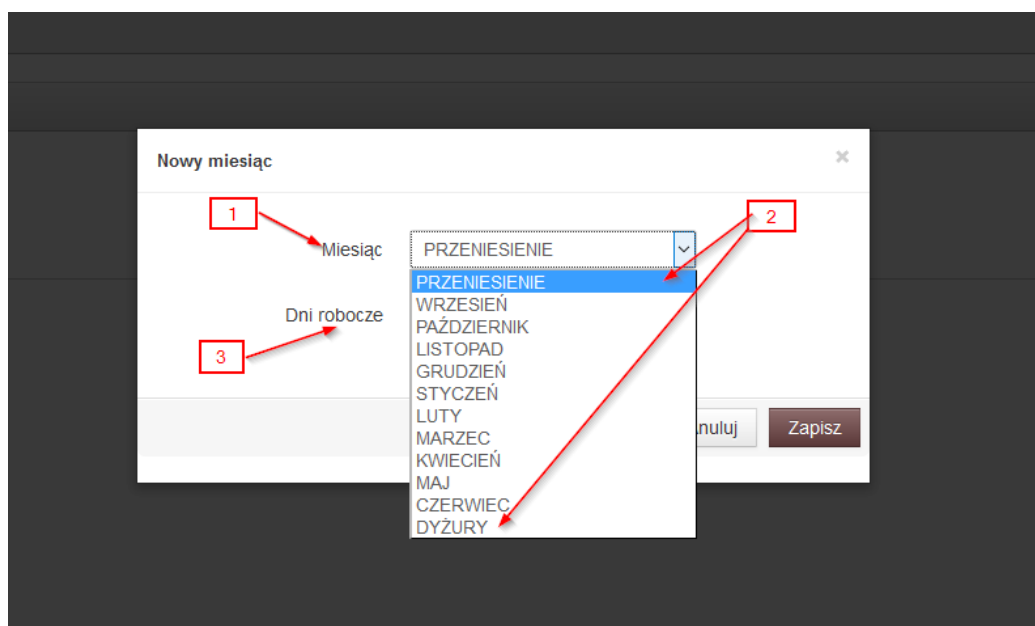 Nowy miesiąc
×
1
2
Miesiąc
PRZENIESIENIE
PRZENIESIENIE
WRZESIEŃ
Dni robocze
PAŹDZIERNIK
3
LISTOPAD
GRUDZIEŃ
STYCZEŃ
LUTY
MARZEC
KWIECIEŃ
MAJ
CZERWIEC
DYŻURY
nuluj
Zapisz